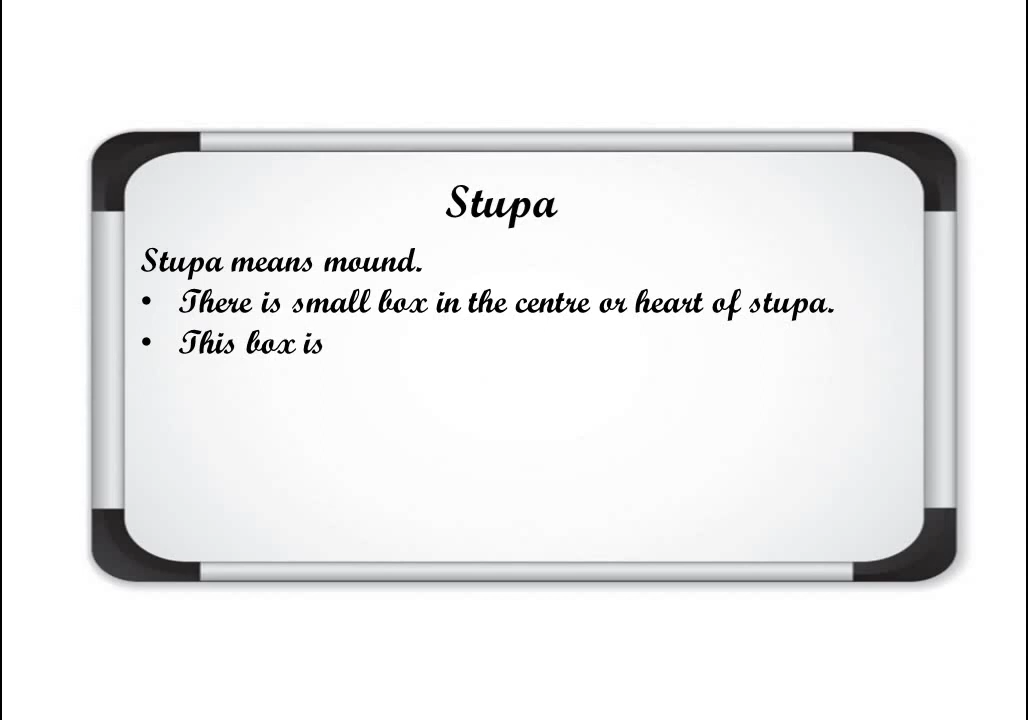 Stupa
Stupa means mound.
• There is small box in the centre or heart of stupa.
• This box is